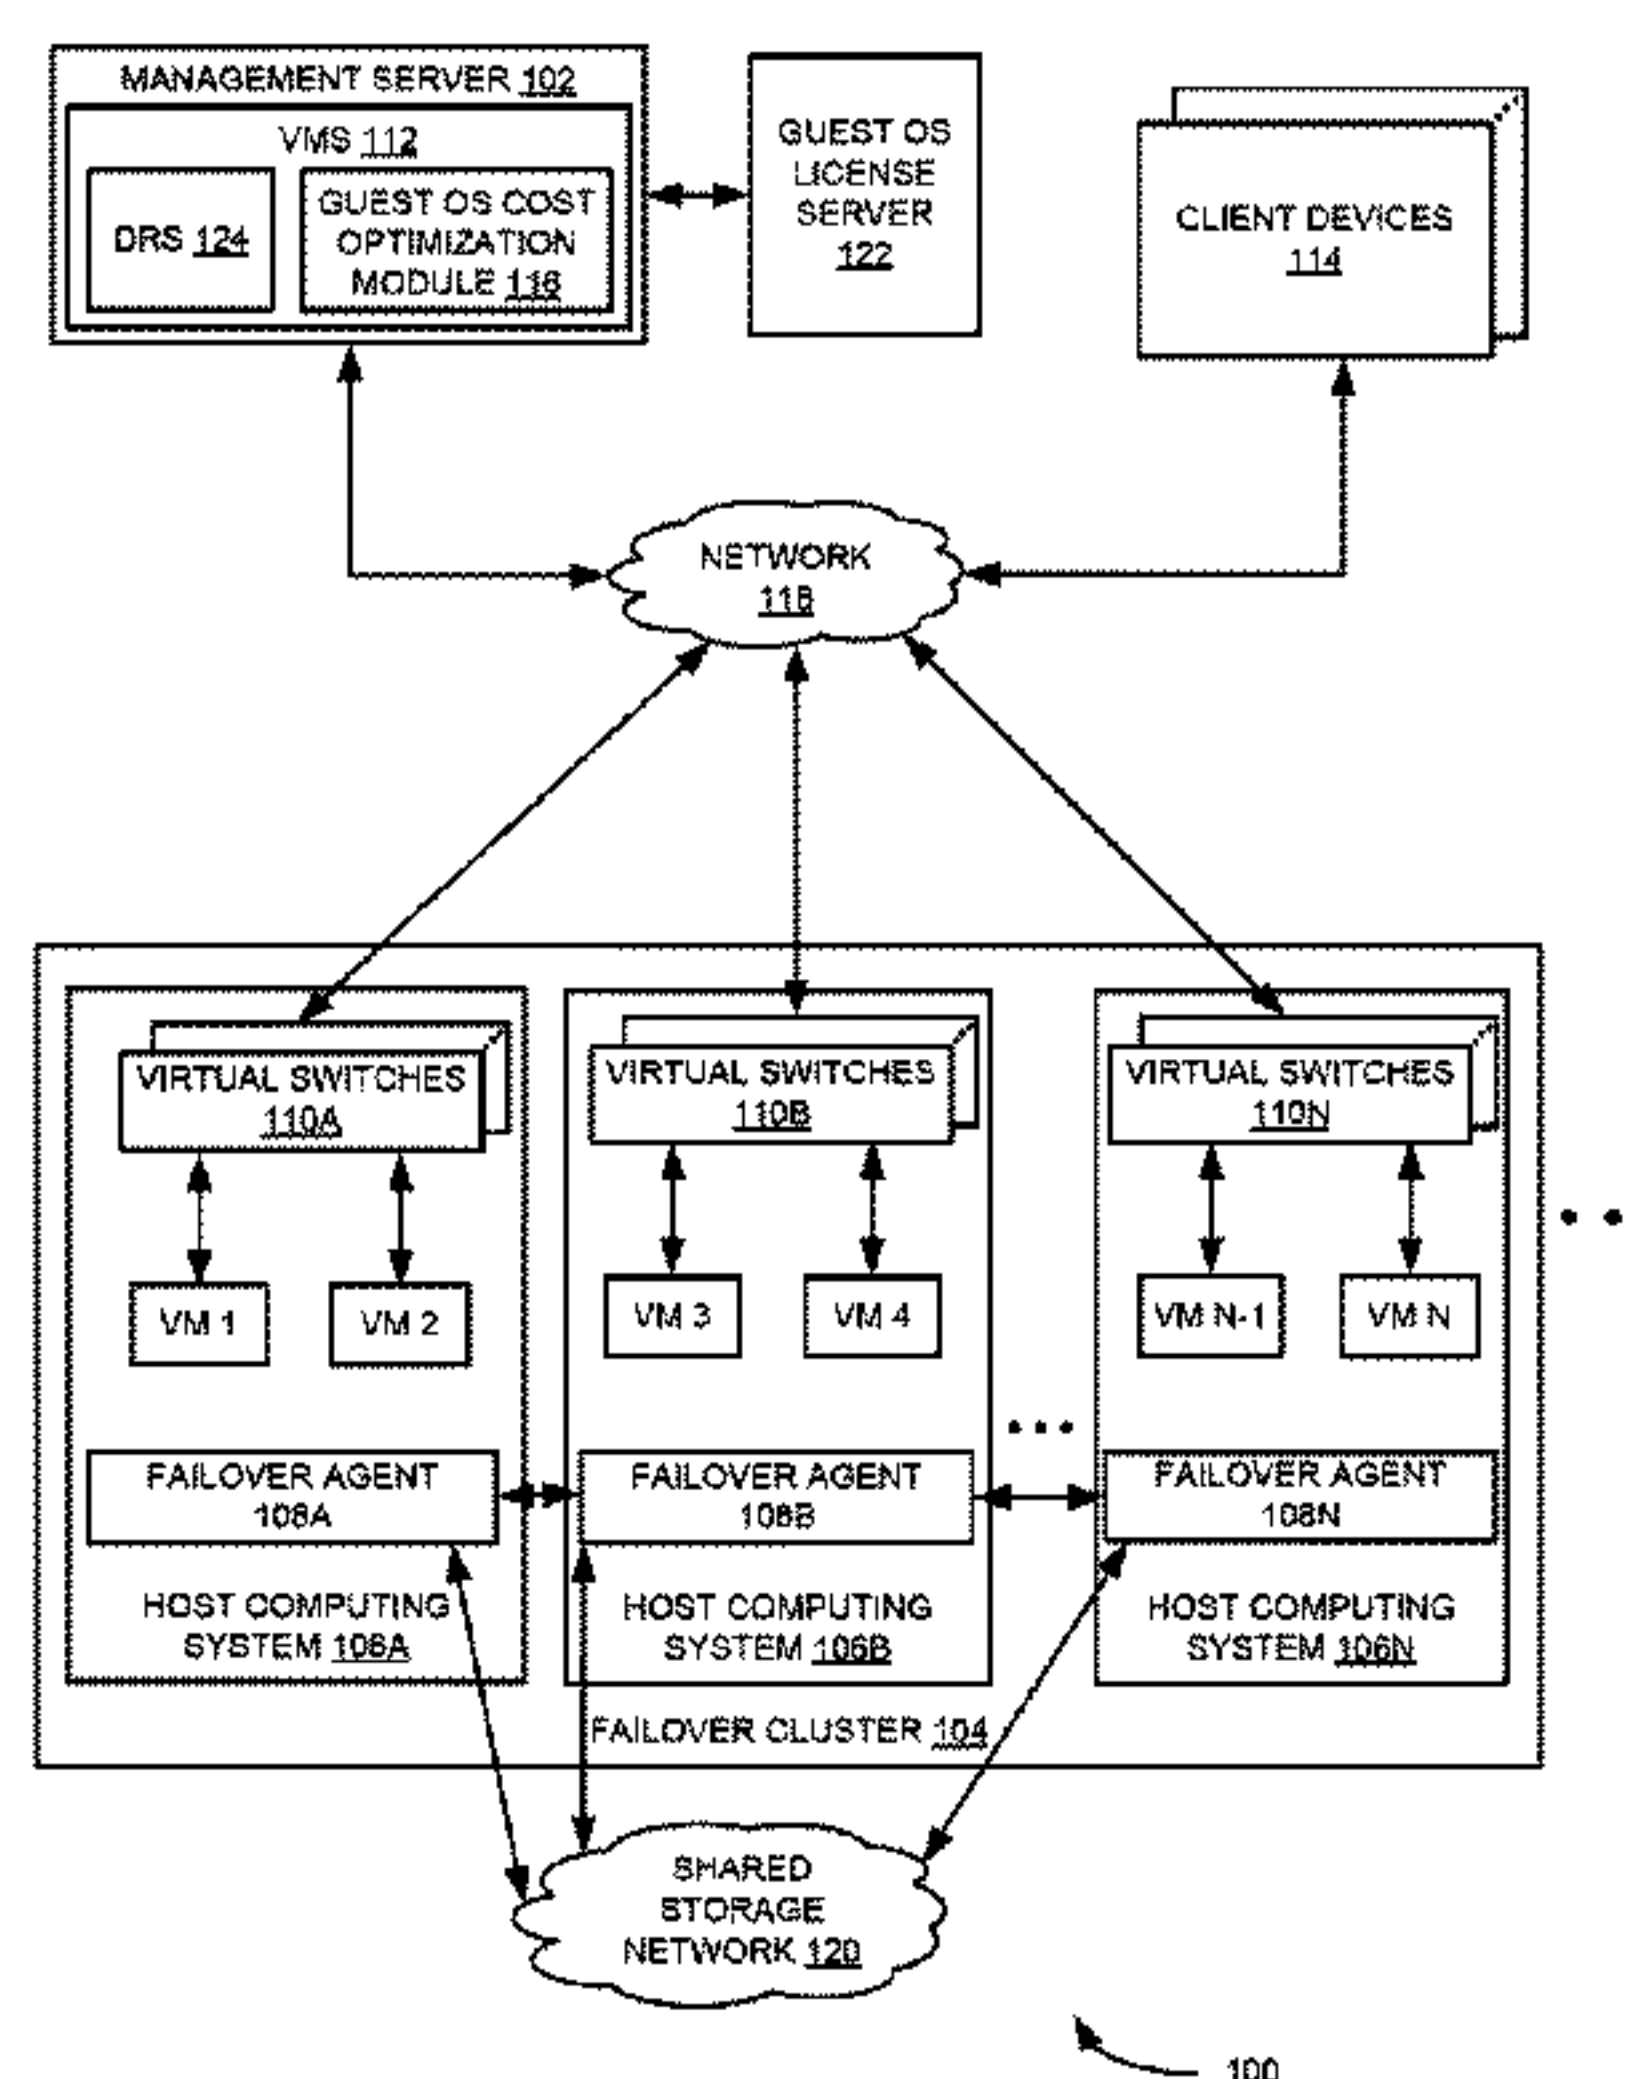 MANAGEMENT SERVER 102
VMS 112
DRS 124
GUEST OS COST
OPTIMIZATION
MODULE 116
GUEST OS
LICENSE
SERVER
122
CLIENT DEVICES
114
NETWORK
118
VIRTUAL SWITCHES
110A
VIRTUAL SWITCHES
110B
VIRTUAL SWITCHES
110N
VM 1
VM 2
VM 3
VM 4
VM N-1
VM N
• • •
FAILOVER AGENT
108A
FAILOVER AGENT
108B
FAILOVER AGENT
108N
HOST COMPUTING
SYSTEM 106A
HOST COMPUTING
SYSTEM 106B
HOST COMPUTING
SYSTEM 106N
FAILOVER CLUSTER 104
SHARED
STORAGE
NETWORK 120
100